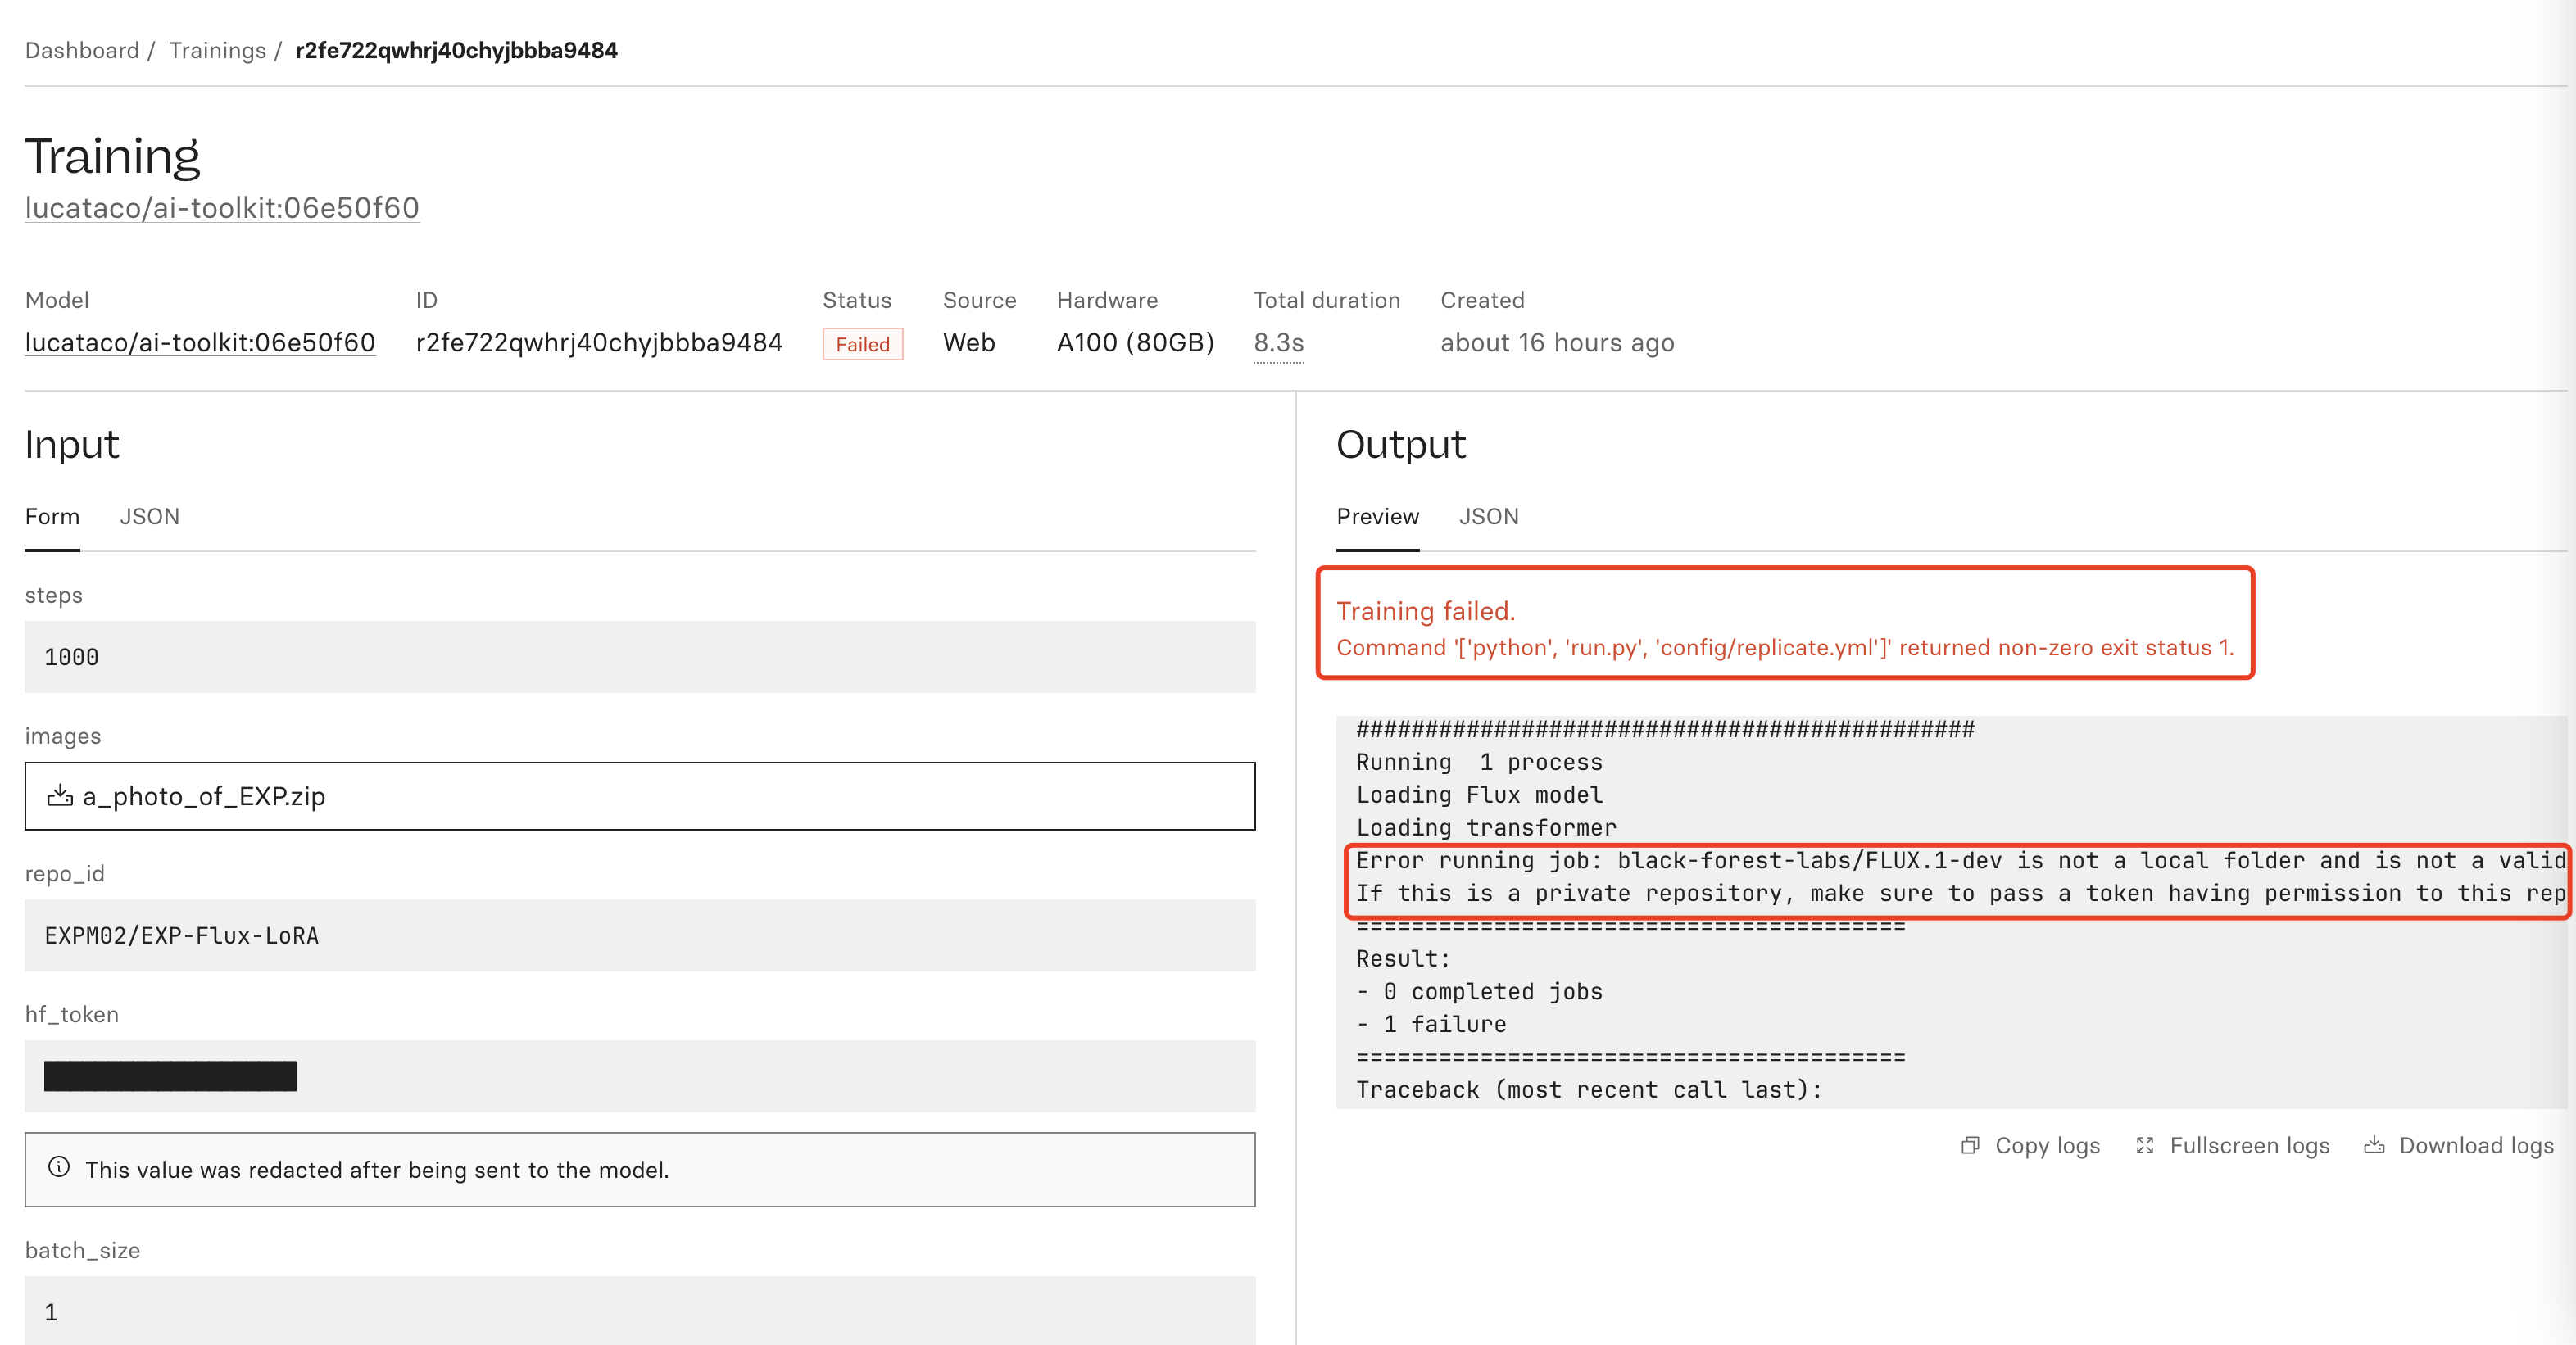 Dashboard / Trainings / r2fe722qwhrj40chyjbbba9484
Training
lucataco/ai-toolkit:06e50f60
Model ID Status Source Hardware Total duration Created
lucataco/ai-toolkit:06e50f60 r2fe722qwhrj40chyjbbba9484 Failed Web A100 (80GB) 8.3s about 16 hours ago
Input
Form JSON
steps
1000
images
a_photo_of_EXP.zip
repo_id
EXPM02/EXP-Flux-LoRA
hf_token
This value was redacted after being sent to the model.
batch_size
1
Output
Preview JSON
Training failed.
Command '['python', 'run.py', 'config/replicate.yml']' returned non-zero exit status 1.
#############################################
Running  1 process
Loading Flux model
Loading transformer
Error running job: black-forest-labs/FLUX.1-dev is not a local folder and is not a valid
If this is a private repository, make sure to pass a token having permission to this rep
========================================
Result:
- 0 completed jobs
- 1 failure
========================================
Traceback (most recent call last):
Copy logs Fullscreen logs Download logs